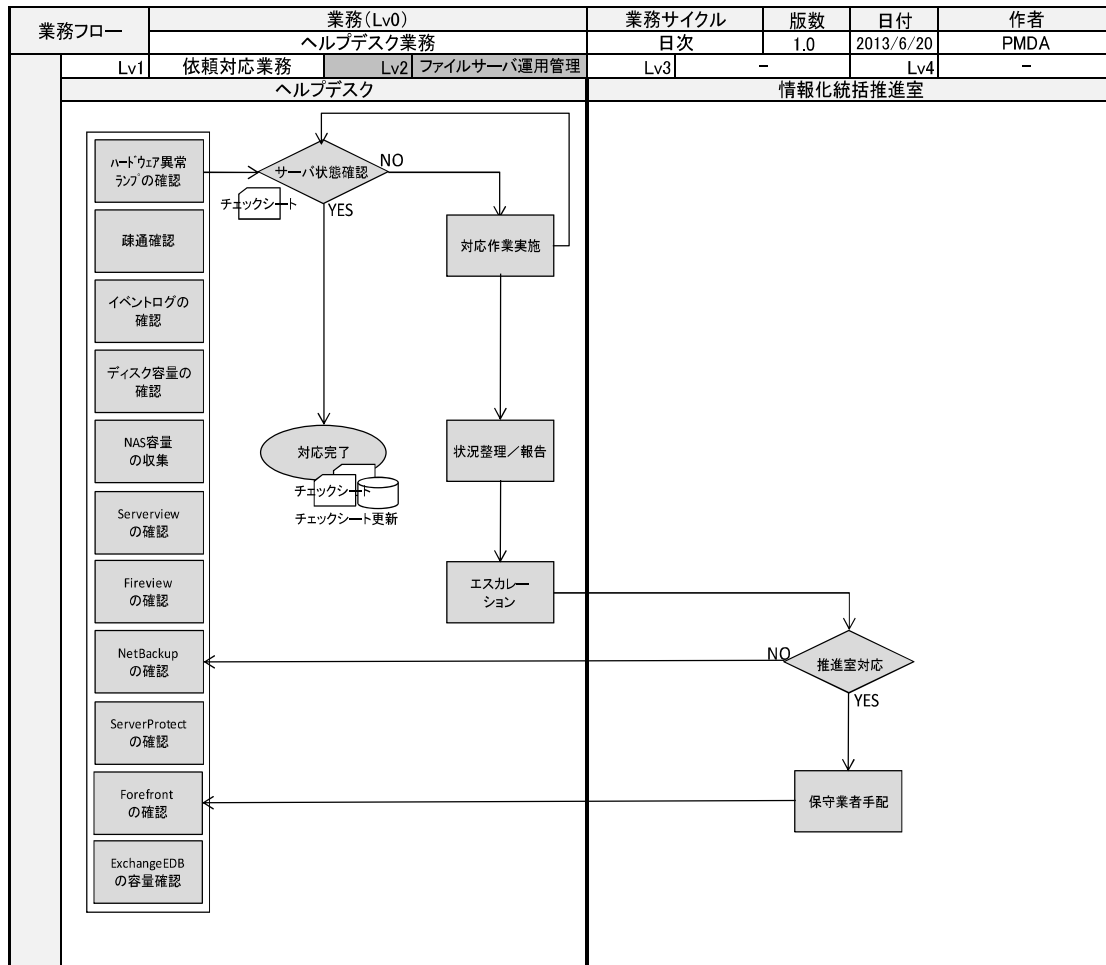 業務フロー
業務(Lv0)
業務サイクル
版数
日付
作者
ヘルプデスク業務
日次
1.0
2013/6/20
PMDA
Lv1
依頼対応業務
Lv2
ファイルサーバ運用管理
Lv3
－
Lv4
－
ヘルプデスク
情報化統括推進室
ハードウェア異常
ランプの確認
サーバ状態確認
NO
チェックシート
YES
疎通確認
対応作業実施
イベントログの
確認
ディスク容量の
確認
NAS容量
の収集
対応完了
状況整理／報告
チェックシート
チェックシート更新
Serverview
の確認
Fireview
の確認
エスカレー
ション
NetBackup
の確認
NO
推進室対応
YES
ServerProtect
の確認
Forefront
の確認
保守業者手配
ExchangeEDB
の容量確認